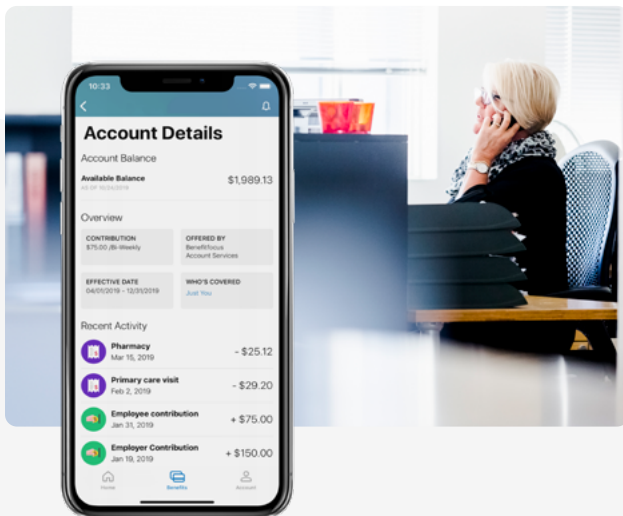 10:33
Account Details
Account Balance
Available Balance
$1,989.13
Overview
CONTRIBUTION
$75.00 /Bi-Weekly
OFFERED BY
Benefitfocus
Account Services
EFFECTIVE DATE
04/01/2019 - 12/31/2019
WHO'S COVERED
Just You
Recent Activity
Pharmacy
Mar 15, 2019
- $25.12
Primary care visit
Feb 2, 2019
- $29.20
Employee contribution
Jan 31, 2019
+ $75.00
Employer Contribution
Jan 19, 2019
+ $150.00
Home
Benefits
Account